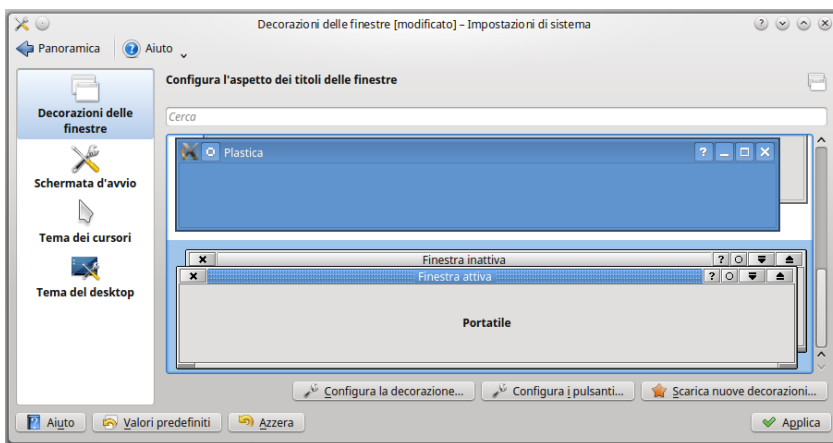 Decorazioni delle finestre [modificato] – Impostazioni di sistema
Panoramica
Aiuto
Configura l'aspetto dei titoli delle finestre
Cerca
Decorazioni delle
finestre
Schermata d'avvio
Tema dei cursori
Tema del desktop
Plastica
Finestra inattiva
Finestra attiva
Portatile
Configura la decorazione...
Configura i pulsanti...
Scarica nuove decorazioni...
Aiuto
Valori predefiniti
Azzera
Applica